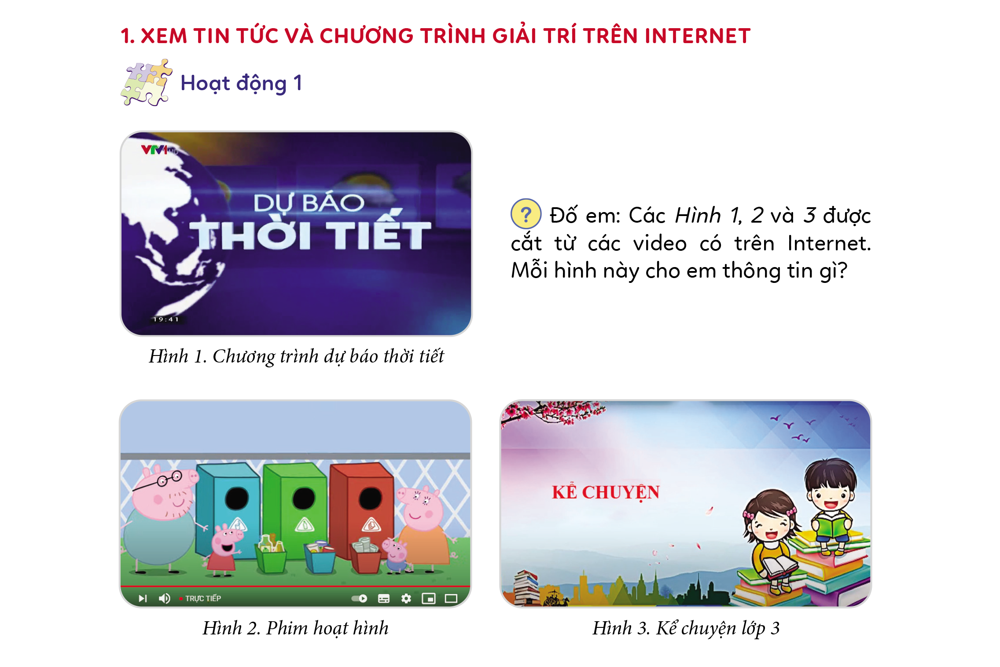 1. XEM TIN TỨC VÀ CHƯƠNG TRÌNH GIẢI TRÍ TRÊN INTERNET
Hoạt động 1
VTV1 HD
DỰ BÁO
THỜI TIẾT
19:41
Hình 1. Chương trình dự báo thời tiết
? Đố em: Các Hình 1, 2 và 3 được
cắt từ các video có trên Internet.
Mỗi hình này cho em thông tin gì?
TRỰC TIẾP
Hình 2. Phim hoạt hình
KỂ CHUYỆN
Hình 3. Kể chuyện lớp 3